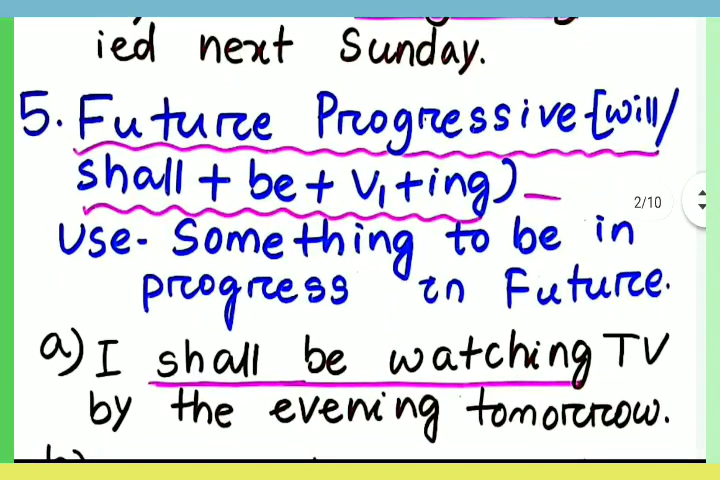 ied next Sunday.
5. Future Progressive [will/
shall + be + V₁ + ing) _
2/10
Use- Something to be in
progress in Future.
a) I shall be watching TV
by the evening tomorrow.